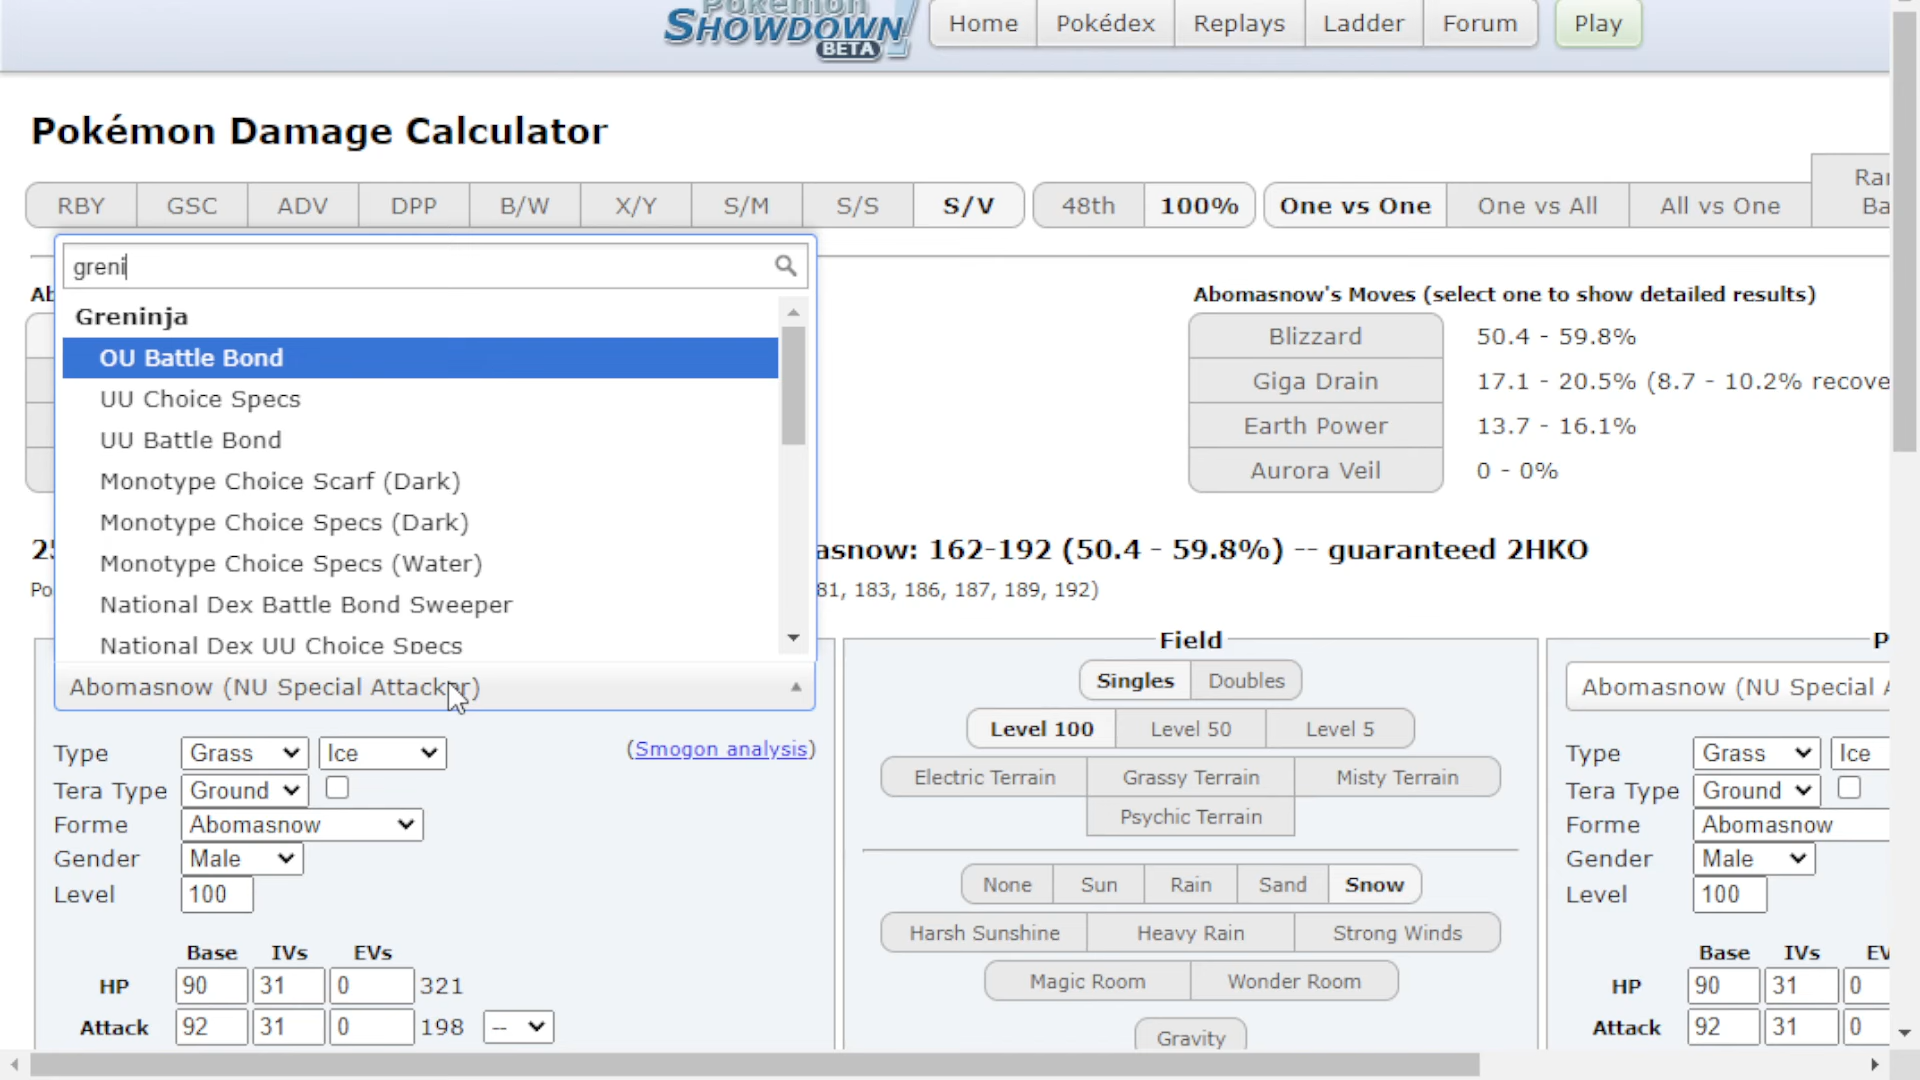 Pokémon
SHOWDOWN!
BETA
Home
Pokédex
Replays
Ladder
Forum
Play
Pokémon Damage Calculator
RBY
GSC
ADV
DPP
B/W
X/Y
S/M
S/S
S/V
48th
100%
One vs One
One vs All
All vs One
Ra
Ba
greni
Ab
Greninja
OU Battle Bond
UU Choice Specs
UU Battle Bond
Monotype Choice Scarf (Dark)
Monotype Choice Specs (Dark)
Monotype Choice Specs (Water)
National Dex Battle Bond Sweeper
National Dex UU Choice Specs
Abomasnow's Moves (select one to show detailed results)
Blizzard 50.4 - 59.8%
Giga Drain 17.1 - 20.5% (8.7 - 10.2% recove
Earth Power 13.7 - 16.1%
Aurora Veil 0 - 0%
asnow: 162-192 (50.4 - 59.8%) -- guaranteed 2HKO
Po
81, 183, 186, 187, 189, 192)
Abomasnow (NU Special Attacker)
Type Grass Ice
(Smogon analysis)
Tera Type Ground
Forme Abomasnow
Gender Male
Level 100
Base IVs EVs
HP 90 31 0 321
Attack 92 31 0 198 --
Field
Singles
Doubles
Level 100
Level 50
Level 5
Electric Terrain
Grassy Terrain
Misty Terrain
Psychic Terrain
None
Sun
Rain
Sand
Snow
Harsh Sunshine
Heavy Rain
Strong Winds
Magic Room
Wonder Room
Gravity
P
Abomasnow (NU Special A
Type Grass Ice
Tera Type Ground
Forme Abomasnow
Gender Male
Level 100
Base IVs EV
HP 90 31 0
Attack 92 31 0